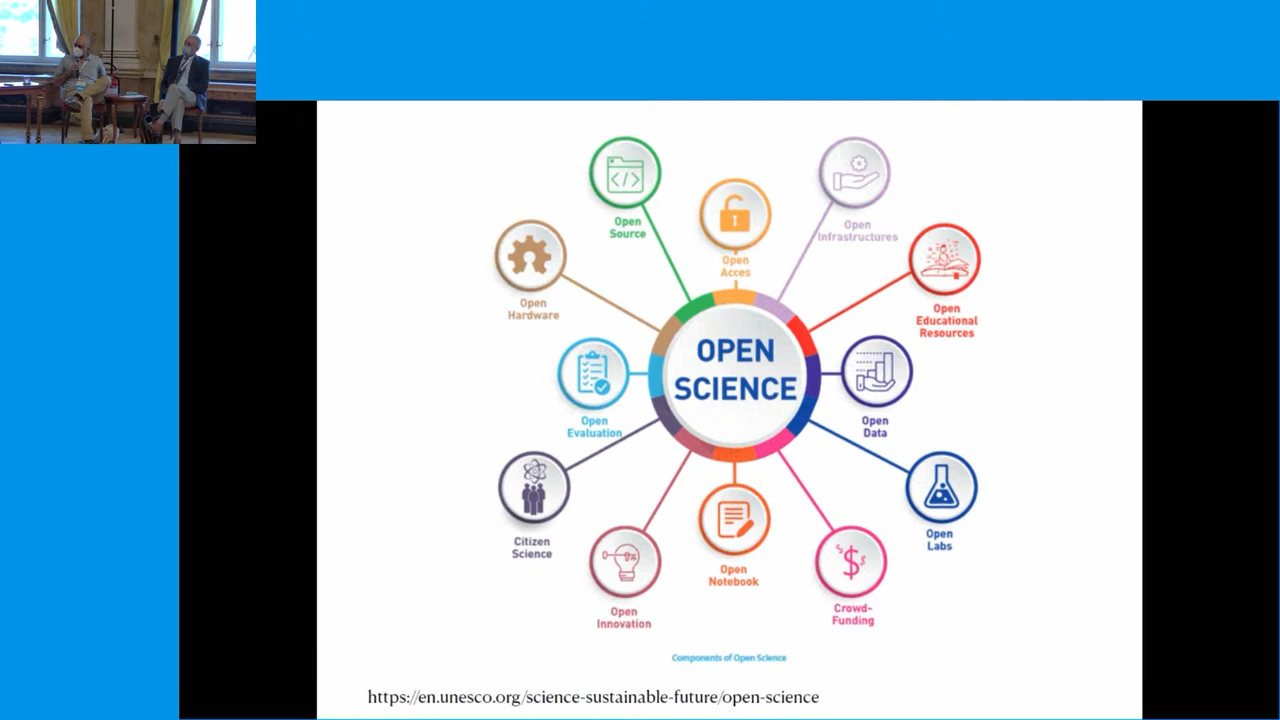 Open
Source
Open
Acces
Open
Infrastructures
Open
Hardware
Open
Educational
Resources
OPEN
SCIENCE
Open
Evaluation
Open
Data
Citizen
Science
Open
Labs
Open
Notebook
Open
Innovation
Crowd-
Funding
Components of Open Science
https://en.unesco.org/science-sustainable-future/open-science